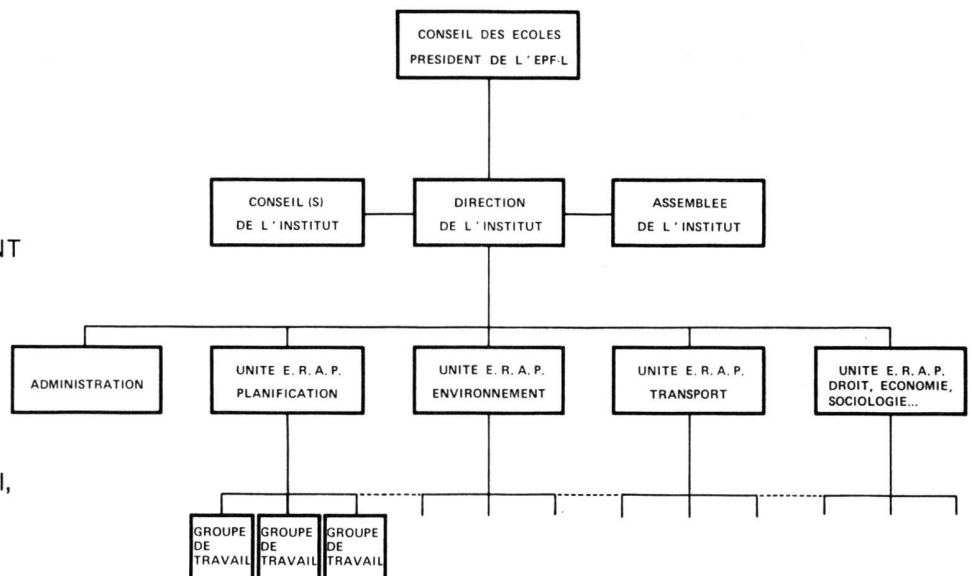 CONSEIL DES ECOLES
PRESIDENT DE L'EPF-L
CONSEIL (S)
DE L'INSTITUT
DIRECTION
DE L'INSTITUT
ASSEMBLEE
DE L'INSTITUT
NT
ADMINISTRATION
UNITE E.R.A.P.
PLANIFICATION
UNITE E.R.A.P.
ENVIRONNEMENT
UNITE E.R.A.P.
TRANSPORT
UNITE E.R.A.P.
DROIT, ECONOMIE,
SOCIOLOGIE...
I,
GROUPE
DE
TRAVAIL
GROUPE
DE
TRAVAIL
GROUPE
DE
TRAVAIL